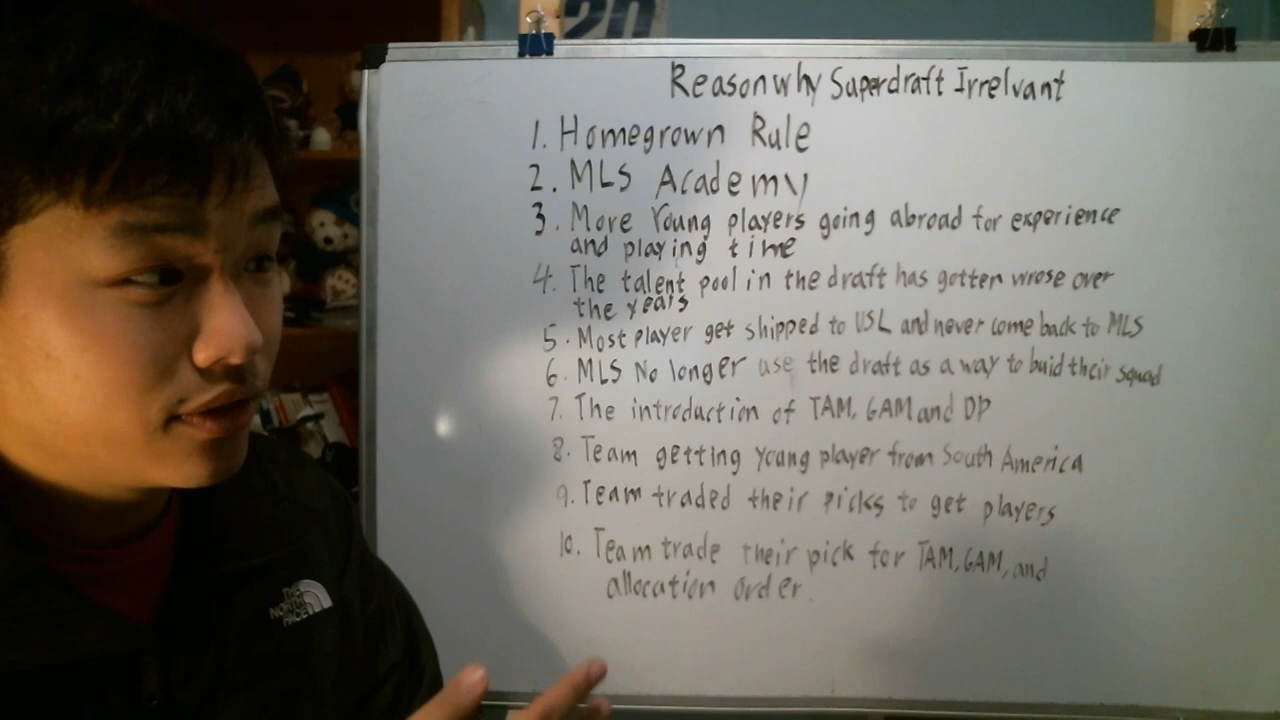 20
Reason why Superdraft Irrelvant
1. Homegrown Rule
2. MLS Academy
3. More Young players going abroad for experience
and playing time
4. The talent pool in the draft has gotten wrose over
the years
5. Most player get shipped to USL and never come back to MLS
6. MLS No longer use the draft as a way to buid their squad
7. The introduction of TAM, GAM and DP
8. Team getting young player from South America
9. Team traded their picks to get players
10. Team trade their pick for TAM, GAM, and
allocation order.
THE
NORTH
FACE